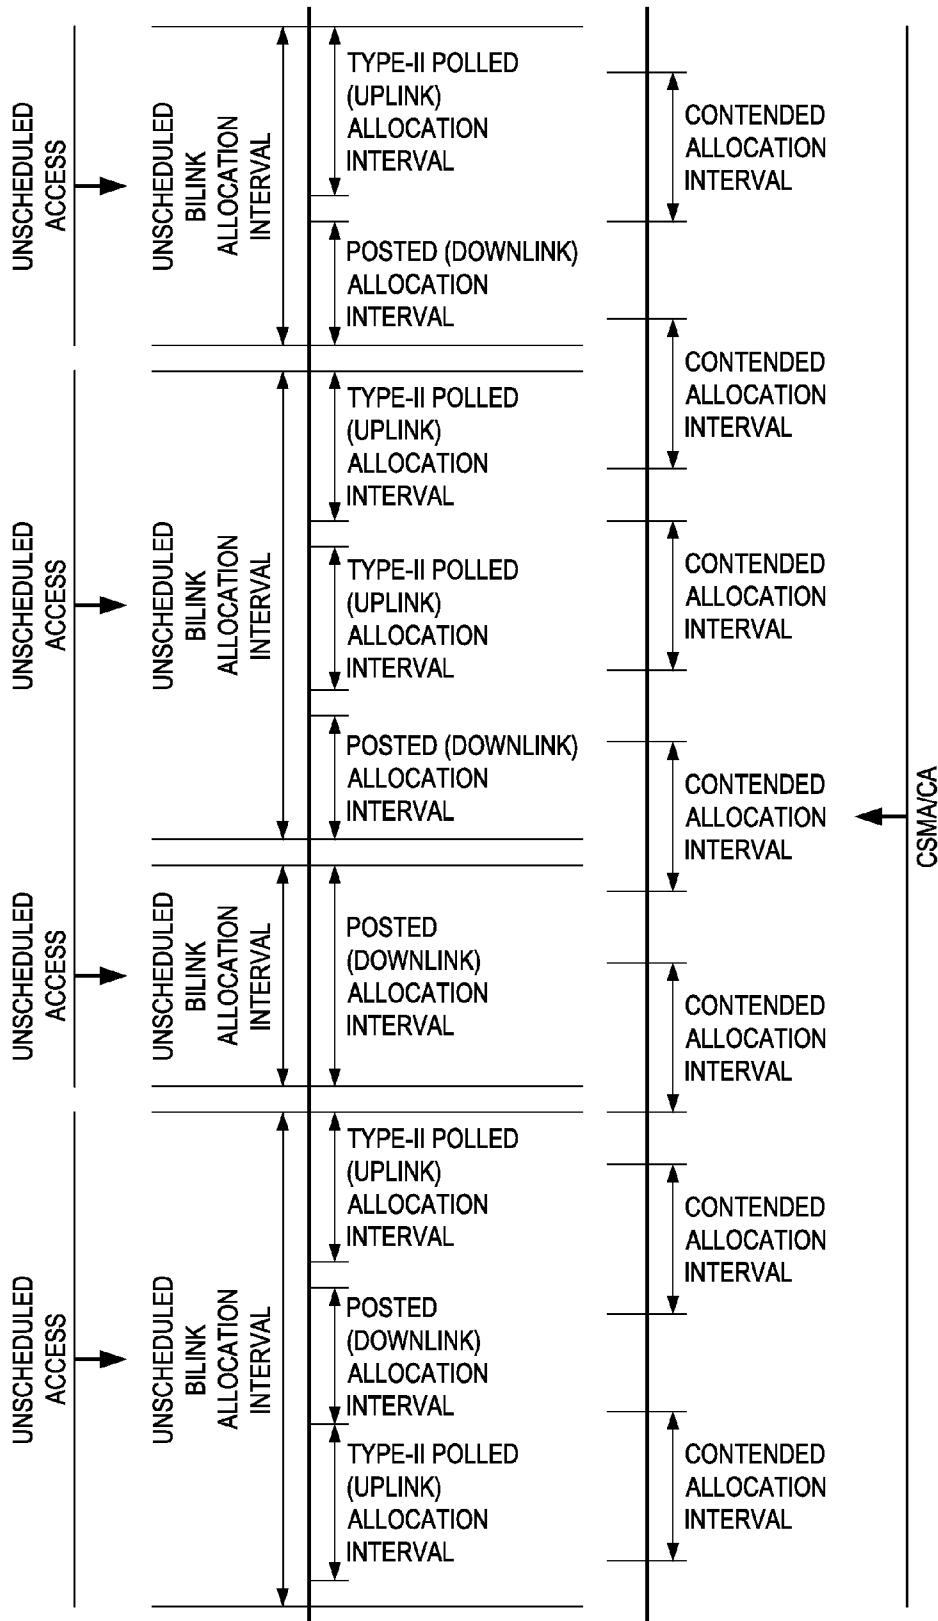 UNSCHEDULED
ACCESS
UNSCHEDULED
BILINK
ALLOCATION
INTERVAL
TYPE-II POLLED
(UPLINK)
ALLOCATION
INTERVAL
POSTED (DOWNLINK)
ALLOCATION
INTERVAL
UNSCHEDULED
ACCESS
UNSCHEDULED
BILINK
ALLOCATION
INTERVAL
TYPE-II POLLED
(UPLINK)
ALLOCATION
INTERVAL
TYPE-II POLLED
(UPLINK)
ALLOCATION
INTERVAL
POSTED (DOWNLINK)
ALLOCATION
INTERVAL
UNSCHEDULED
ACCESS
UNSCHEDULED
BILINK
ALLOCATION
INTERVAL
POSTED
(DOWNLINK)
ALLOCATION
INTERVAL
UNSCHEDULED
ACCESS
UNSCHEDULED
BILINK
ALLOCATION
INTERVAL
TYPE-II POLLED
(UPLINK)
ALLOCATION
INTERVAL
POSTED
(DOWNLINK)
ALLOCATION
INTERVAL
TYPE-II POLLED
(UPLINK)
ALLOCATION
INTERVAL
CONTENDED
ALLOCATION
INTERVAL
CONTENDED
ALLOCATION
INTERVAL
CONTENDED
ALLOCATION
INTERVAL
CONTENDED
ALLOCATION
INTERVAL
CONTENDED
ALLOCATION
INTERVAL
CONTENDED
ALLOCATION
INTERVAL
CONTENDED
ALLOCATION
INTERVAL
CSMA/CA